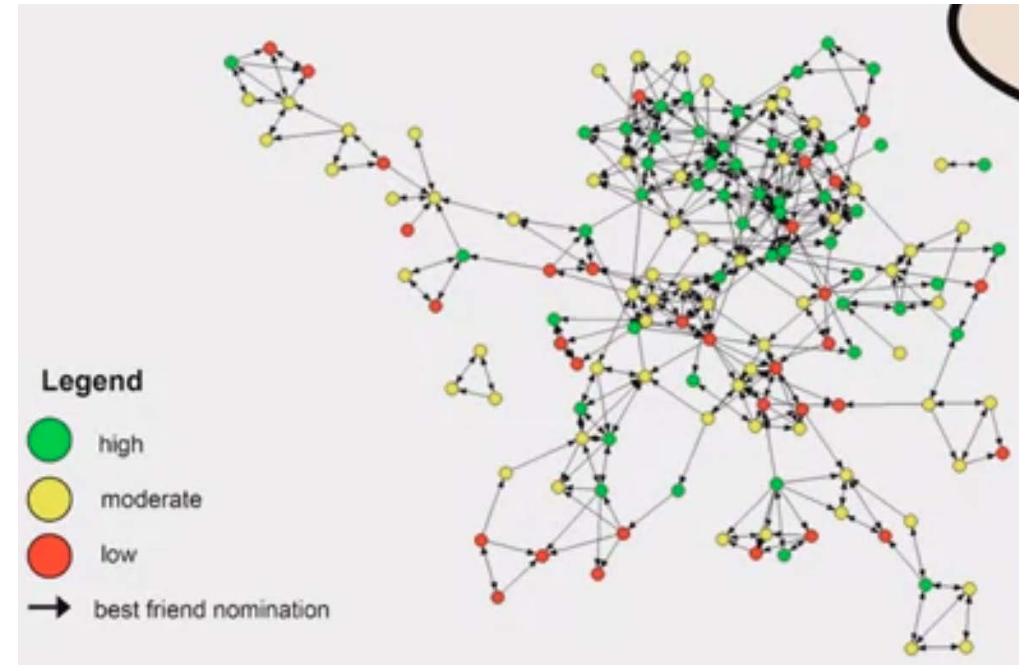 Legend
high
moderate
low
best friend nomination